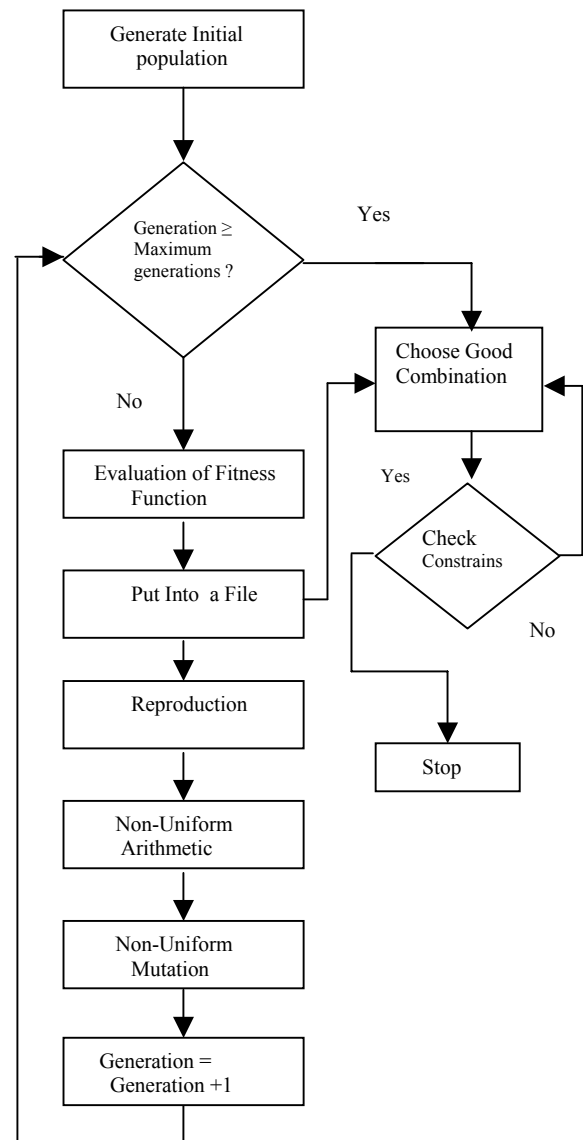 Generate Initial
population
Generation ≥
Maximum
generations ?
Yes
No
Choose Good
Combination
Evaluation of Fitness
Function
Yes
Check
Constrains
No
Put Into a File
Reproduction
Stop
Non-Uniform
Arithmetic
Non-Uniform
Mutation
Generation =
Generation +1